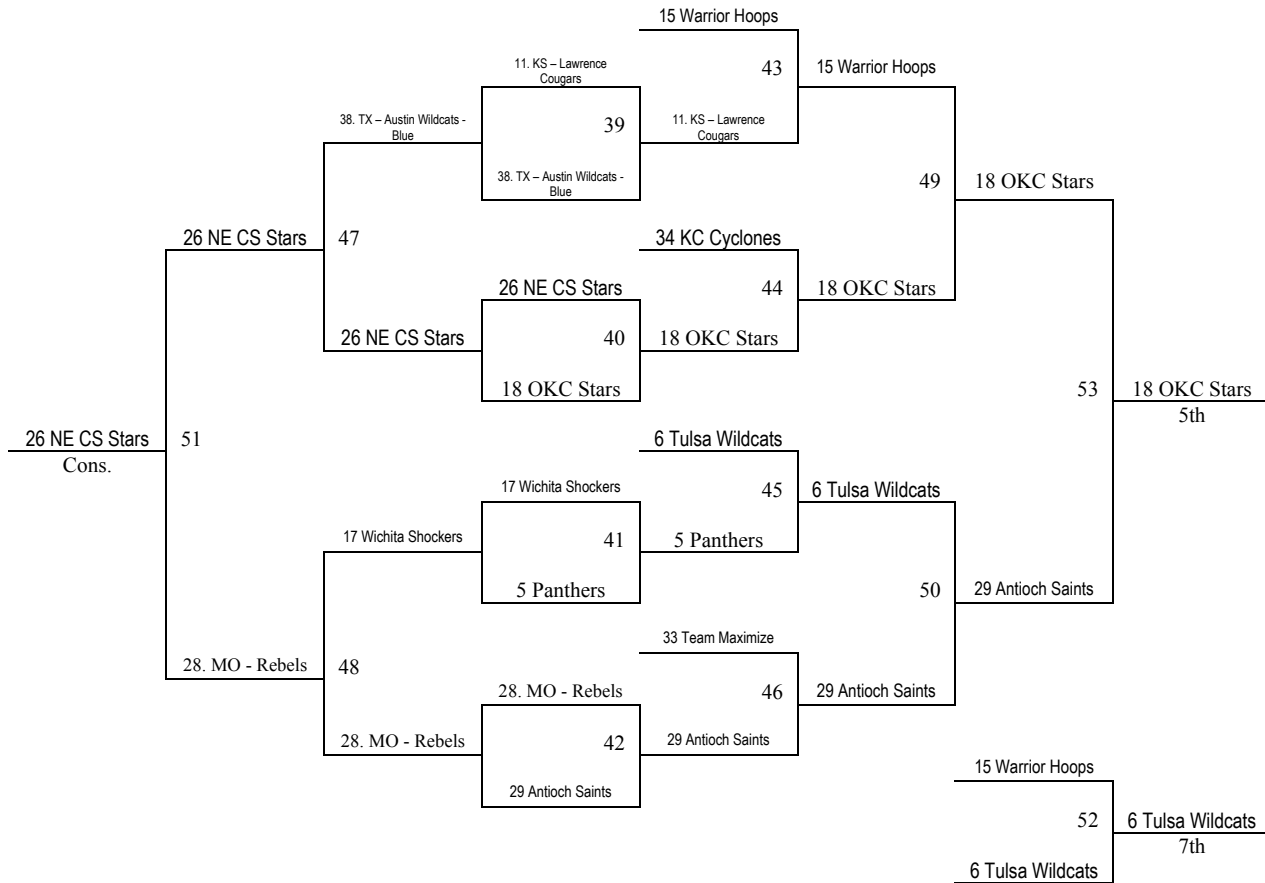 15 Warrior Hoops
11. KS – Lawrence
Cougars
43
15 Warrior Hoops
38. TX – Austin Wildcats -
Blue
39
11. KS – Lawrence
Cougars
38. TX – Austin Wildcats -
Blue
49
18 OKC Stars
26 NE CS Stars
47
34 KC Cyclones
26 NE CS Stars
44
18 OKC Stars
26 NE CS Stars
40
18 OKC Stars
18 OKC Stars
53
18 OKC Stars
5th
26 NE CS Stars
Cons.
51
6 Tulsa Wildcats
17 Wichita Shockers
45
6 Tulsa Wildcats
17 Wichita Shockers
41
5 Panthers
5 Panthers
50
29 Antioch Saints
33 Team Maximize
28. MO - Rebels
48
28. MO - Rebels
46
29 Antioch Saints
28. MO - Rebels
42
29 Antioch Saints
29 Antioch Saints
15 Warrior Hoops
52
6 Tulsa Wildcats
7th
6 Tulsa Wildcats